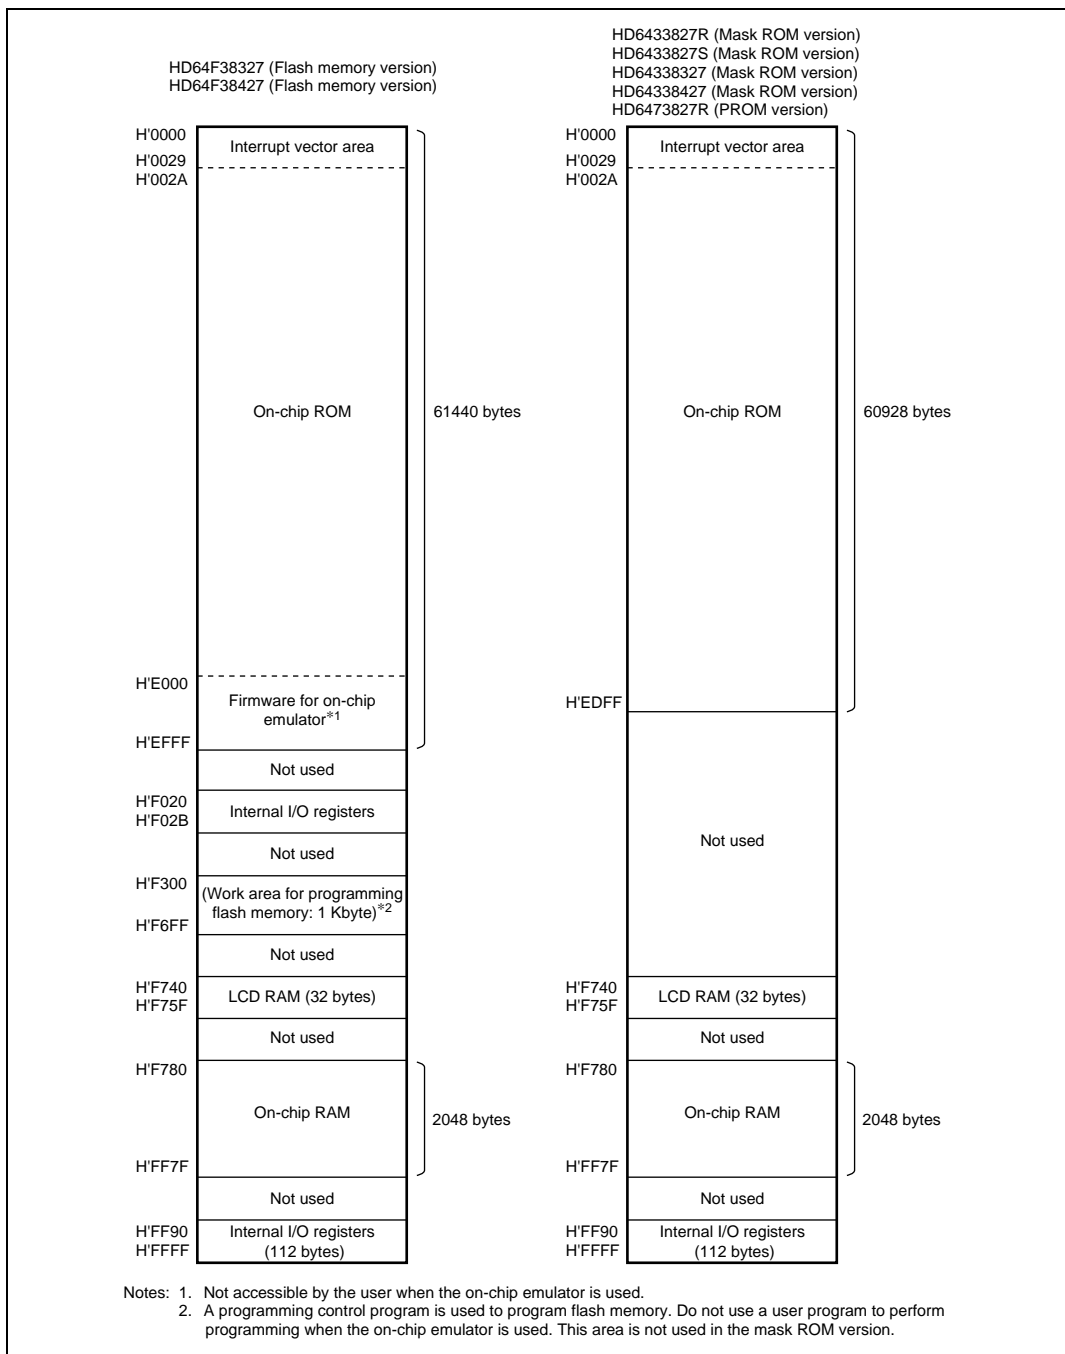 HD64F38327 (Flash memory version)
HD64F38427 (Flash memory version)
H'0000
Interrupt vector area
H'0029
H'002A
On-chip ROM
61440 bytes
H'E000
Firmware for on-chip
emulator*1
H'EFFF
Not used
H'F020
Internal I/O registers
H'F02B
Not used
H'F300
(Work area for programming
flash memory: 1 Kbyte)*2
H'F6FF
Not used
H'F740
LCD RAM (32 bytes)
H'F75F
Not used
H'F780
On-chip RAM
2048 bytes
H'FF7F
Not used
H'FF90
Internal I/O registers
H'FFFF
(112 bytes)
HD6433827R (Mask ROM version)
HD6433827S (Mask ROM version)
HD64338327 (Mask ROM version)
HD64338427 (Mask ROM version)
HD6473827R (PROM version)
H'0000
Interrupt vector area
H'0029
H'002A
On-chip ROM
60928 bytes
H'EDFF
Not used
H'F740
LCD RAM (32 bytes)
H'F75F
Not used
H'F780
On-chip RAM
2048 bytes
H'FF7F
Not used
H'FF90
Internal I/O registers
H'FFFF
(112 bytes)
Notes: 1. Not accessible by the user when the on-chip emulator is used.
2. A programming control program is used to program flash memory. Do not use a user program to perform
programming when the on-chip emulator is used. This area is not used in the mask ROM version.